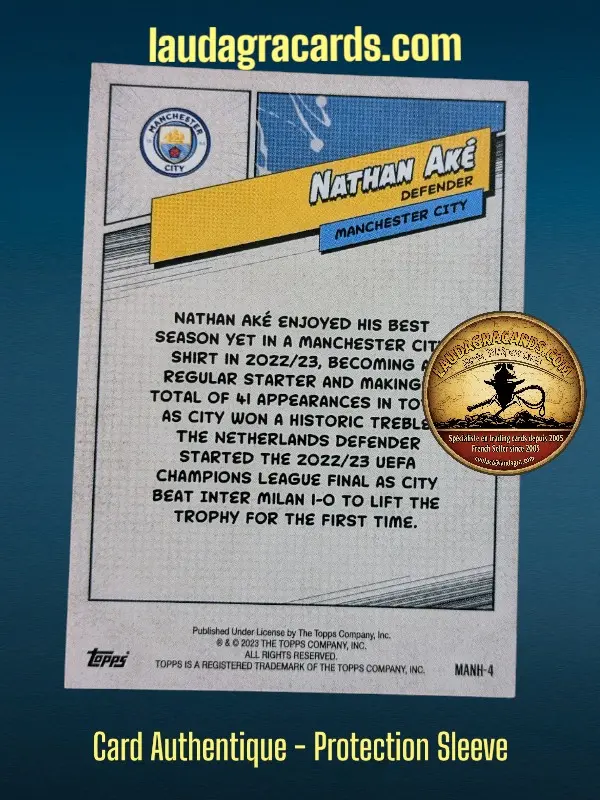 laudagracards.com
MANCHESTER
CITY
NATHAN AKÉ
DEFENDER
MANCHESTER CITY
NATHAN AKÉ ENJOYED HIS BEST
SEASON YET IN A MANCHESTER CIT
SHIRT IN 2022/23, BECOMING A
REGULAR STARTER AND MAKING
TOTAL OF 41 APPEARANCES IN TO
AS CITY WON A HISTORIC TREBLE
THE NETHERLANDS DEFENDER
STARTED THE 2022/23 UEFA
CHAMPIONS LEAGUE FINAL AS CITY
BEAT INTER MILAN 1-0 TO LIFT THE
TROPHY FOR THE FIRST TIME.
LAUDAGRACARDS.COM
Spécialiste en trading cards depuis 2005
French Seller since 2005
Published Under License by The Topps Company, Inc.
® & © 2023 THE TOPPS COMPANY, INC.
ALL RIGHTS RESERVED.
TOPPS IS A REGISTERED TRADEMARK OF THE TOPPS COMPANY, INC.
topps
MANH-4
Card Authentique - Protection Sleeve